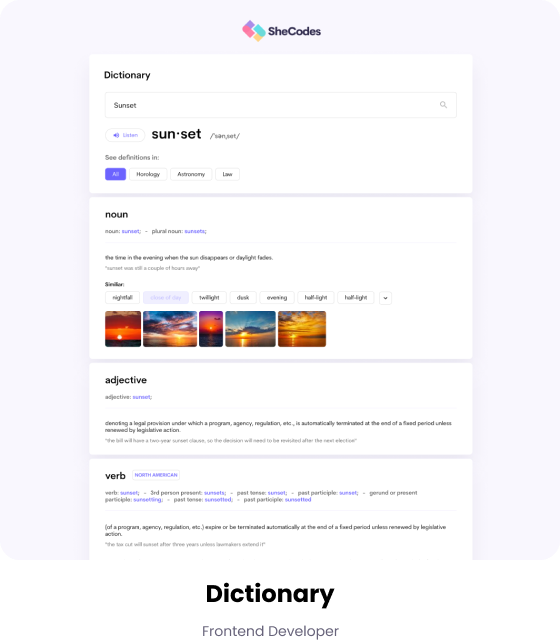 SheCodes
Dictionary
Sunset
Listen sun·set /'sən,set/
See definitions in:
All Horology Astronomy Law
noun
noun: sunset; - plural noun: sunsets;
the time in the evening when the sun disappears or daylight fades.
"sunset was still a couple of hours away"
Similar:
nightfall close of day twilight dusk evening half-light half-light
adjective
adjective: sunset;
denoting a legal provision under which a program, agency, regulation, etc., is automatically terminated at the end of a fixed period unless
renewed by legislative action.
"the bill will have a two-year sunset clause, so the decision will need to be revisited after the next election"
verb NORTH AMERICAN
verb: sunset; - 3rd person present: sunsets; - past tense: sunset; - past participle: sunset; - gerund or present
participle: sunsetting; - past tense: sunsetted; - past participle: sunsetted
(of a program, agency, regulation, etc.) expire or be terminated automatically at the end of a fixed period unless renewed by legislative
action.
"the tax cut will sunset after three years unless lawmakers extend it"
Dictionary
Frontend Developer